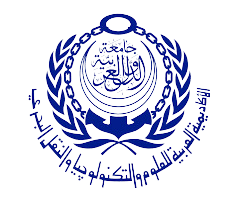 جامعة
الدول العربية
الأكاديمية العربية للعلوم والتكنولوجيا والنقل البحري